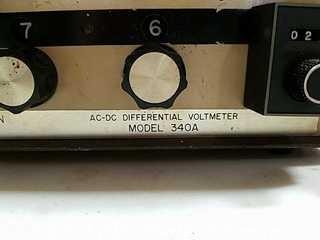 7 6 0 2
N
AC-DC DIFFERENTIAL VOLTMETER
MODEL 340A